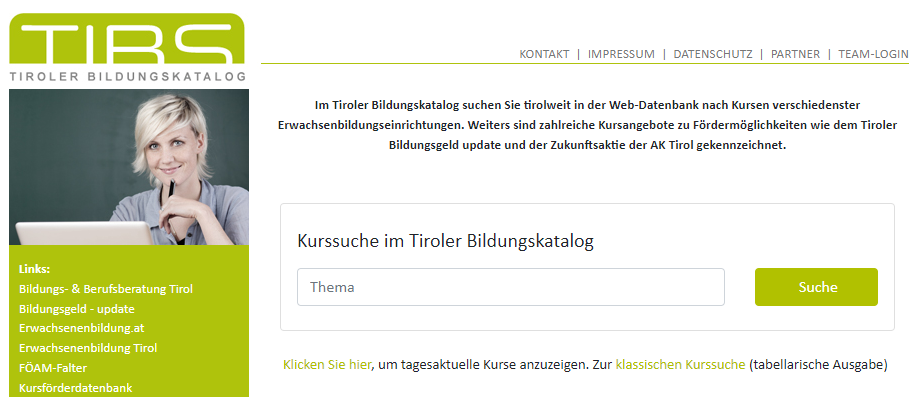 TIBS
TIROLER BILDUNGSKATALOG
KONTAKT | IMPRESSUM | DATENSCHUTZ | PARTNER | TEAM-LOGIN
Im Tiroler Bildungskatalog suchen Sie tirolweit in der Web-Datenbank nach Kursen verschiedenster
Erwachsenenbildungseinrichtungen. Weiters sind zahlreiche Kursangebote zu Fördermöglichkeiten wie dem Tiroler
Bildungsgeld update und der Zukunftsaktie der AK Tirol gekennzeichnet.
Kurssuche im Tiroler Bildungskatalog
Thema
Suche
Klicken Sie hier, um tagesaktuelle Kurse anzuzeigen. Zur klassischen Kurssuche (tabellarische Ausgabe)
Links:
Bildungs- & Berufsberatung Tirol
Bildungsgeld - update
Erwachsenenbildung.at
Erwachsenenbildung Tirol
FÖAM-Falter
Kursförderdatenbank